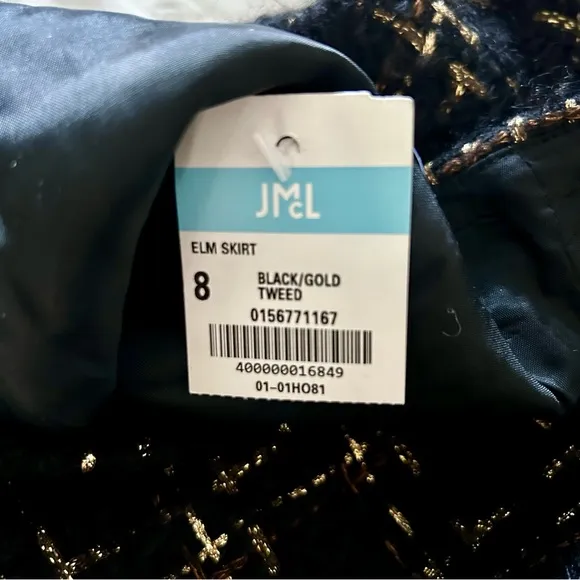 JMcL
ELM SKIRT
8
BLACK/GOLD
TWEED
0156771167
400000016849
01-01HO81